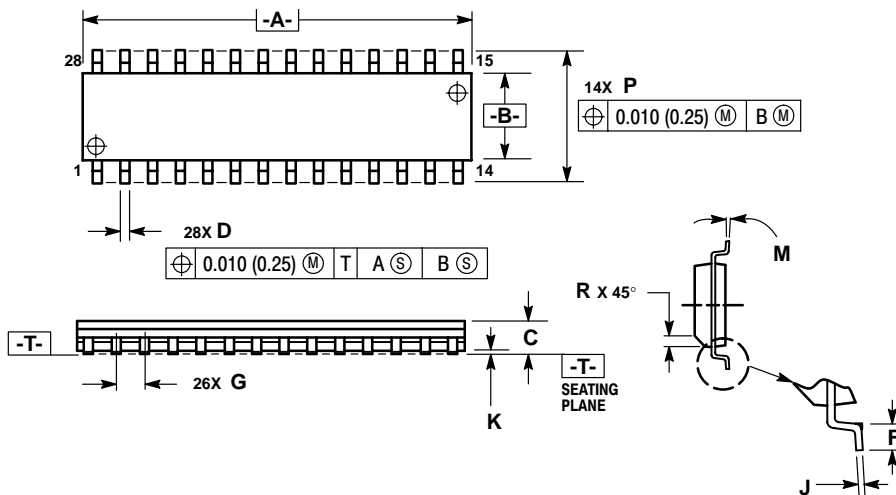 -A-
28
15
-B-
14X P
⌖ 0.010 (0.25) Ⓜ B Ⓜ
1
14
28X D
⌖ 0.010 (0.25) Ⓜ T A Ⓢ B Ⓢ
M
R X 45°
C
-T-
26X G
K
-T-
SEATING
PLANE
F
J